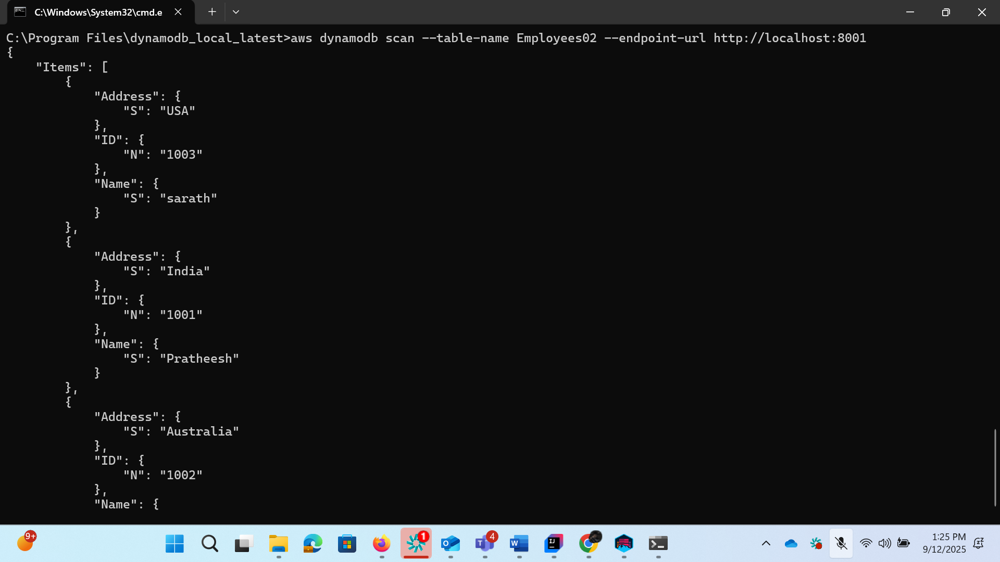 C:\Windows\System32\cmd.e
C:\Program Files\dynamodb_local_latest>aws dynamodb scan --table-name Employees02 --endpoint-url http://localhost:8001
{
    "Items": [
        {
            "Address": {
                "S": "USA"
            },
            "ID": {
                "N": "1003"
            },
            "Name": {
                "S": "sarath"
            }
        },
        {
            "Address": {
                "S": "India"
            },
            "ID": {
                "N": "1001"
            },
            "Name": {
                "S": "Pratheesh"
            }
        },
        {
            "Address": {
                "S": "Australia"
            },
            "ID": {
                "N": "1002"
            },
            "Name": {
9+
1
4
1:25 PM
9/12/2025